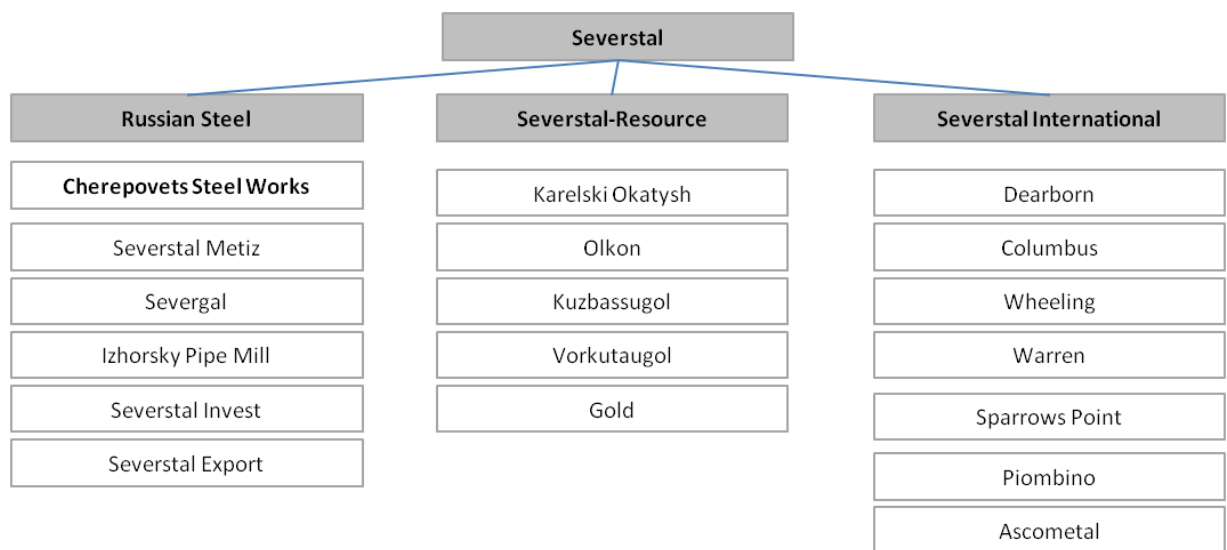 Severstal
Russian Steel
Cherepovets Steel Works
Severstal Metiz
Severgal
Izhorsky Pipe Mill
Severstal Invest
Severstal Export
Severstal-Resource
Karelski Okatysh
Olkon
Kuzbassugol
Vorkutaugol
Gold
Severstal International
Dearborn
Columbus
Wheeling
Warren
Sparrows Point
Piombino
Ascometal